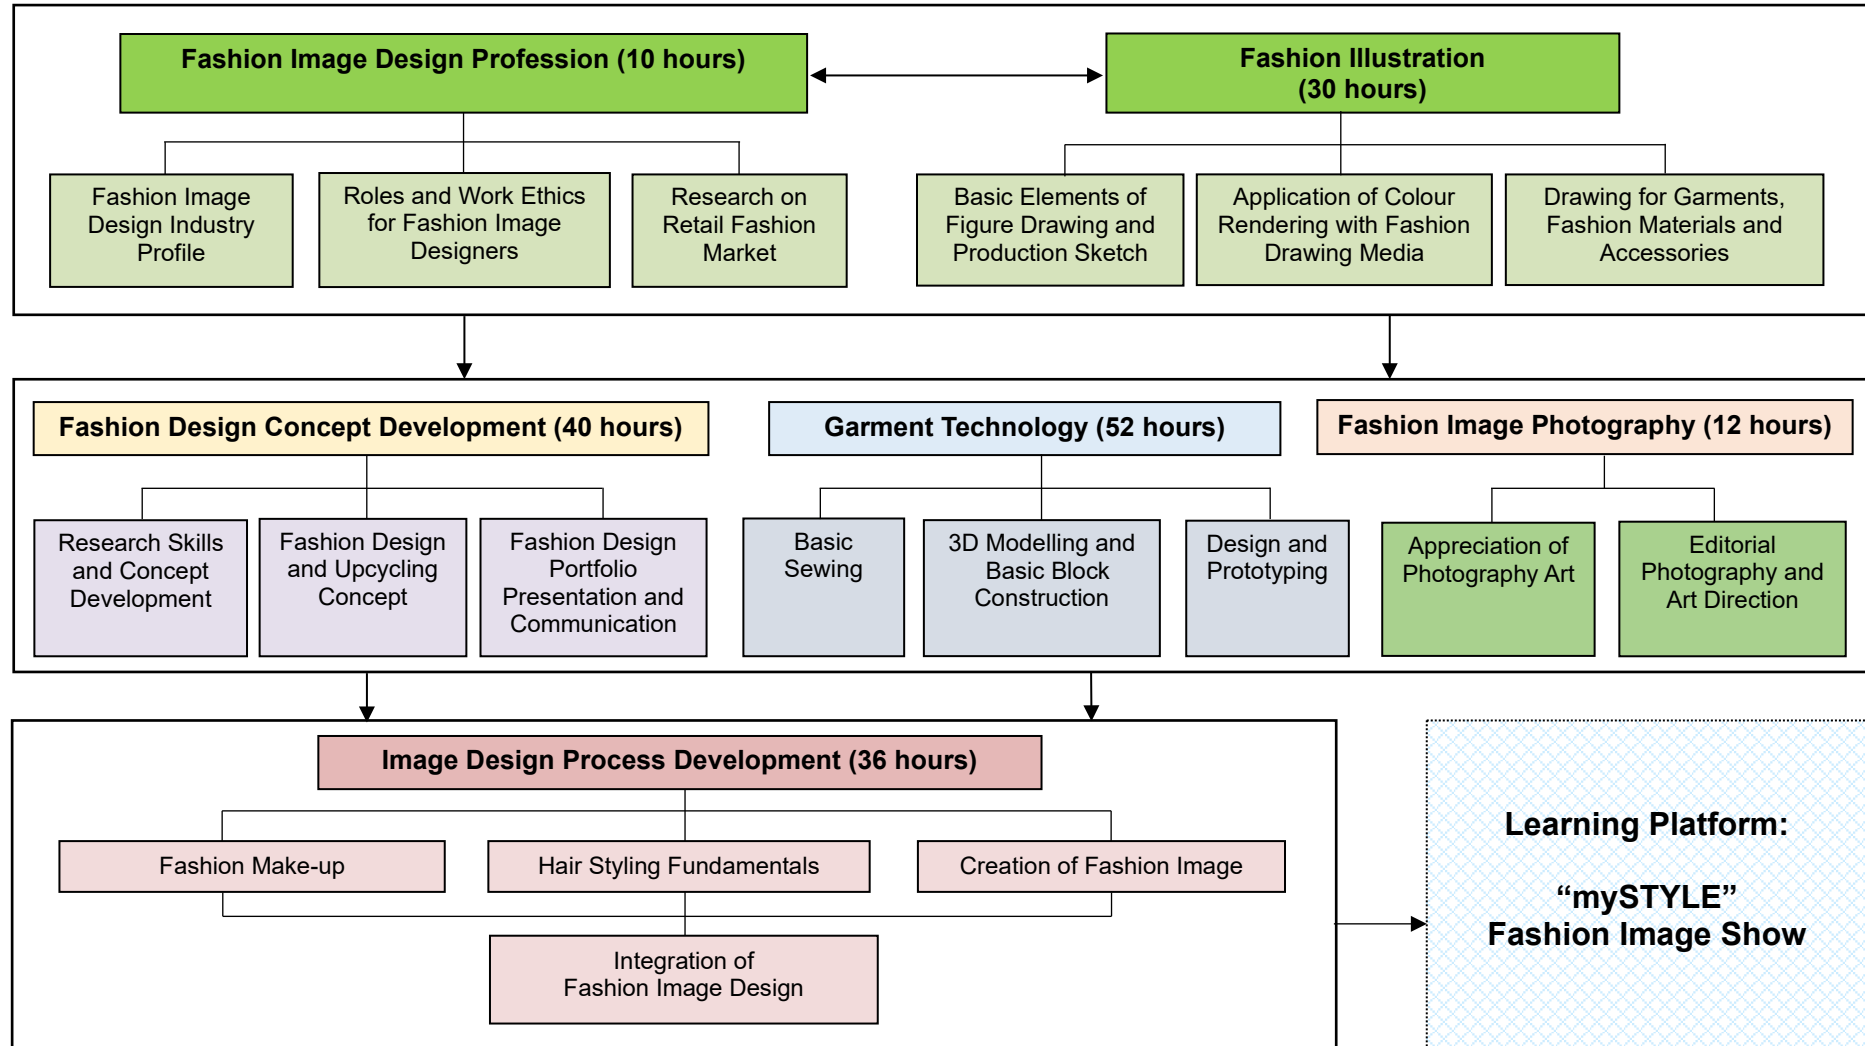 Fashion Image Design Profession (10 hours)
Fashion Illustration
(30 hours)
Fashion Image
Design Industry
Profile
Roles and Work Ethics
for Fashion Image
Designers
Research on
Retail Fashion
Market
Basic Elements of
Figure Drawing and
Production Sketch
Application of Colour
Rendering with Fashion
Drawing Media
Drawing for Garments,
Fashion Materials and
Accessories
Fashion Design Concept Development (40 hours)
Garment Technology (52 hours)
Fashion Image Photography (12 hours)
Research Skills
and Concept
Development
Fashion Design
and Upcycling
Concept
Fashion Design
Portfolio
Presentation and
Communication
Basic
Sewing
3D Modelling and
Basic Block
Construction
Design and
Prototyping
Appreciation of
Photography Art
Editorial
Photography and
Art Direction
Image Design Process Development (36 hours)
Fashion Make-up
Hair Styling Fundamentals
Creation of Fashion Image
Integration of
Fashion Image Design
Learning Platform:
“mySTYLE”
Fashion Image Show